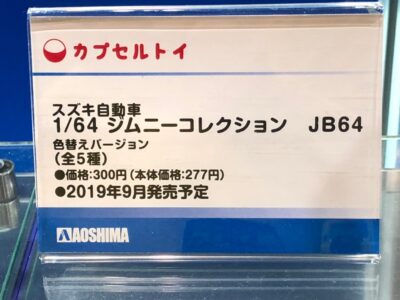 カプセルトイ
スズキ自動車
1/64 ジムニーコレクション JB64
色替えバージョン
(全5種)
●価格:300円(本体価格:277円)
●2019年9月発売予定
AOSHIMA